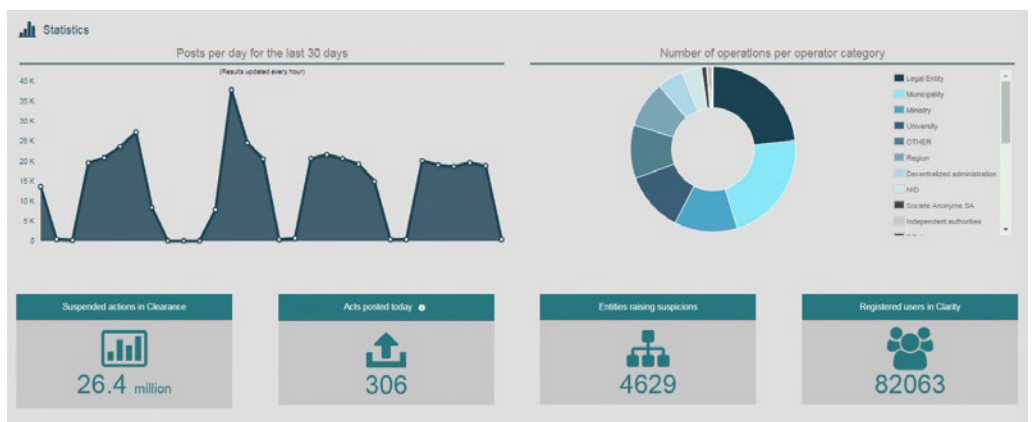 Statistics
Posts per day for the last 30 days
(Results updated every hour)
40 K
35 K
30 K
25 K
20 K
15 K
10 K
5 K
0
Number of operations per operator category
Legal Entity
Municipality
Ministry
University
OTHER
Region
Decentralized administration
NID
Societe Anonyme SA
Independent authorities
Suspended actions in Clearance
26.4 million
Acts posted today
306
Entities raising suspicions
4629
Registered users in Clarity
82063